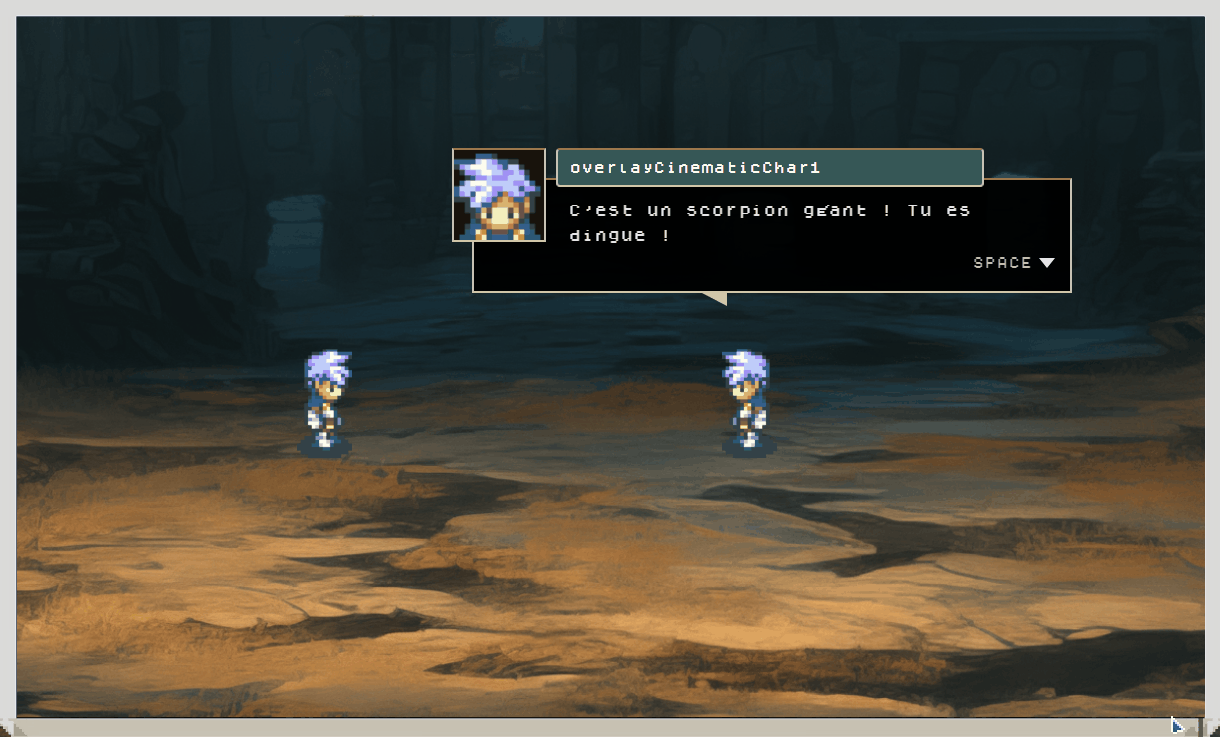 overlayCinematicChar1
C'est un scorpion géant ! Tu es
dingue !
SPACE